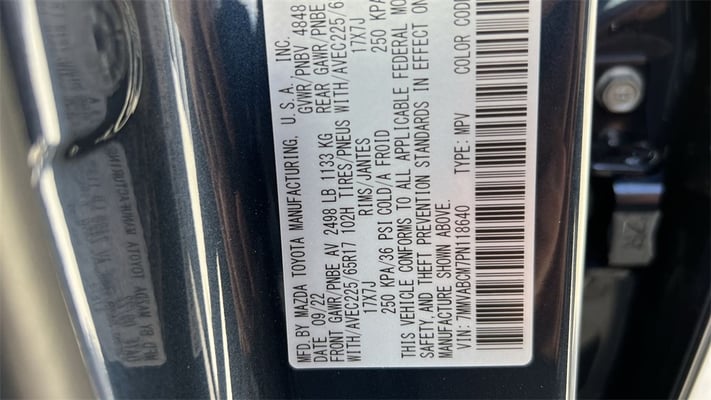 MFD. BY MAZDA TOYOTA MANUFACTURING, U.S.A., INC.
DATE 09/22 GVWR/PNBV 4848
FRONT GAWR/PNBE AV 2498 LB 1133 KG REAR GAWR/PNBE
WITH/AVEC225/65R17 102H TIRES/PNEUS WITH/AVEC225/6
17X7J RIMS/JANTES 17X7J
250 KPA/36 PSI COLD/A FROID 250 KPA
THIS VEHICLE CONFORMS TO ALL APPLICABLE FEDERAL MO
SAFETY AND THEFT PREVENTION STANDARDS IN EFFECT ON
MANUFACTURE SHOWN ABOVE.
VIN: 7MMVABCM7PN118640 TYPE: MPV COLOR CODE